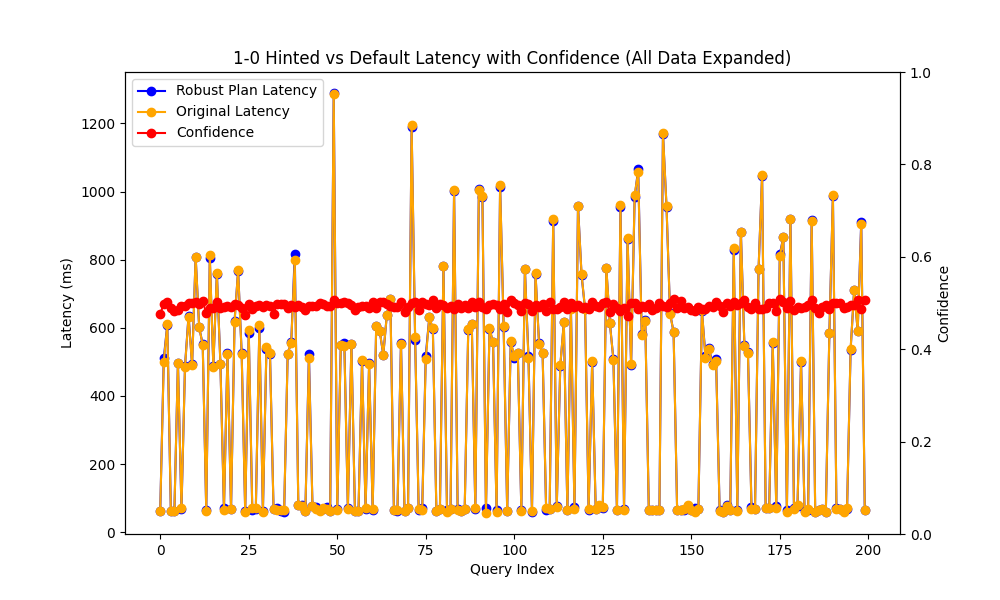 1-0 Hinted vs Default Latency with Confidence (All Data Expanded)
Robust Plan Latency
Original Latency
Confidence
Latency (ms)
1200
1000
800
600
400
200
0
1.0
0.8
0.6
0.4
0.2
0.0
Confidence
0 25 50 75 100 125 150 175 200
Query Index